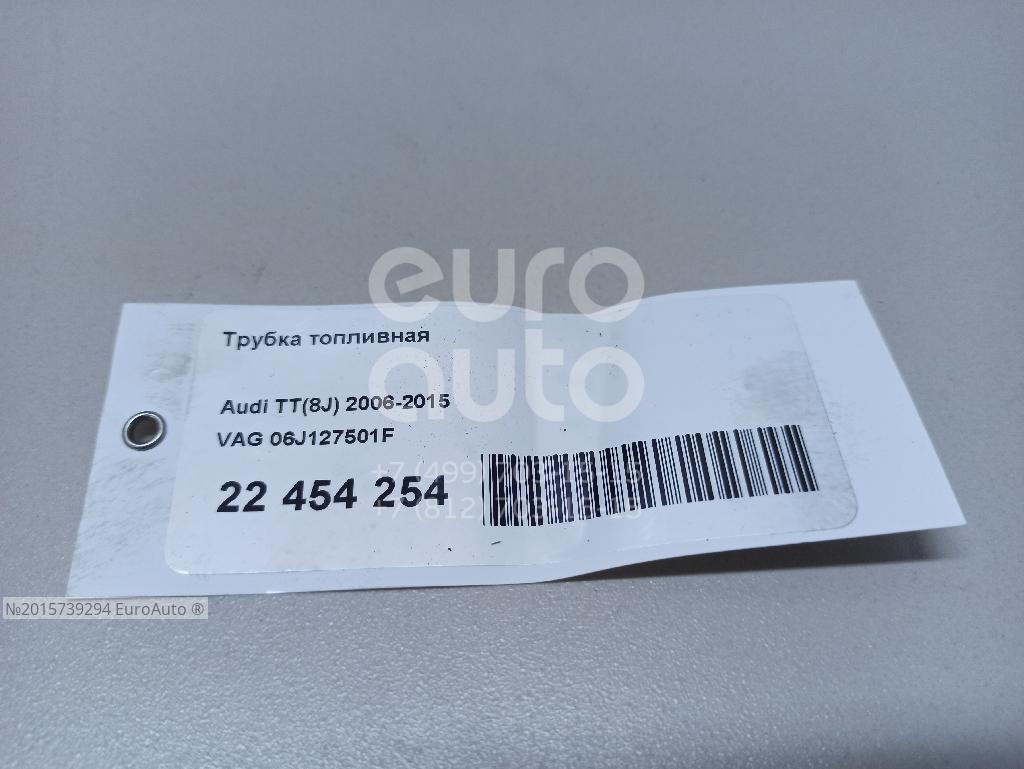 euro
auto
Трубка топливная
Audi TT(8J) 2006-2015
VAG 06J127501F
22 454 254
№2015739294 EuroAuto ®